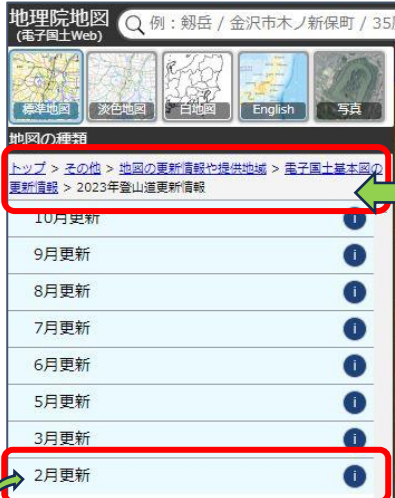 地理院地図
(電子国土Web)
例：剱岳 / 金沢市木ノ新保町 / 35
標準地図
淡色地図
白地図
English
写真
地図の種類
トップ > その他 > 地図の更新情報や提供地域 > 電子国土基本図の
更新情報 > 2023年登山道更新情報
10月更新
9月更新
8月更新
7月更新
6月更新
5月更新
3月更新
2月更新